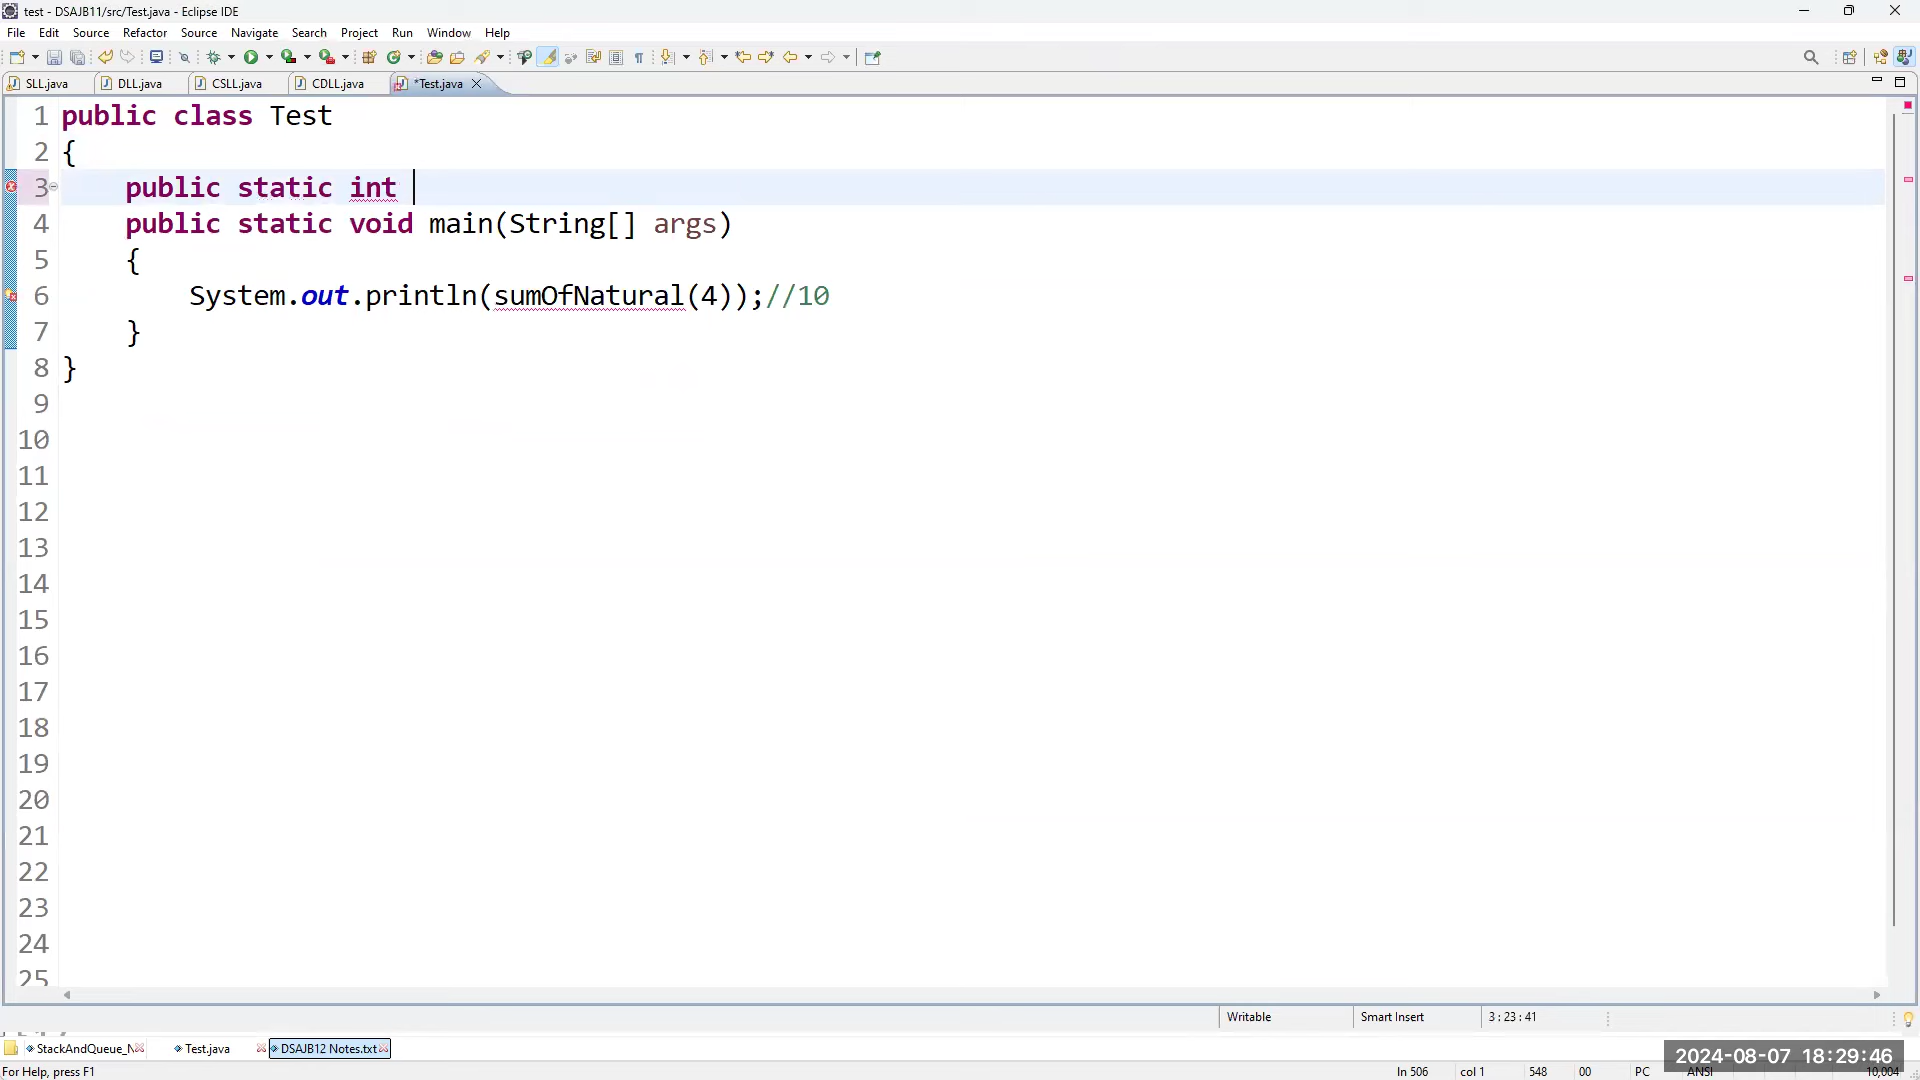 test - DSAJB11/src/Test.java - Eclipse IDE
File Edit Source Refactor Source Navigate Search Project Run Window Help
SLL.java DLL.java CSLL.java CDLL.java *Test.java
1 public class Test
2 {
3 public static int
4 public static void main(String[] args)
5 {
6 System.out.println(sumOfNatural(4));//10
7 }
8 }
9
10
11
12
13
14
15
16
17
18
19
20
21
22
23
24
25
Writable Smart Insert 3 : 23 : 41
StackAndQueue_N Test.java DSAJB12 Notes.txt
2024-08-07 18:29:46
For Help, press F1 ln 506 col 1 548 00 PC ANSI 10,004